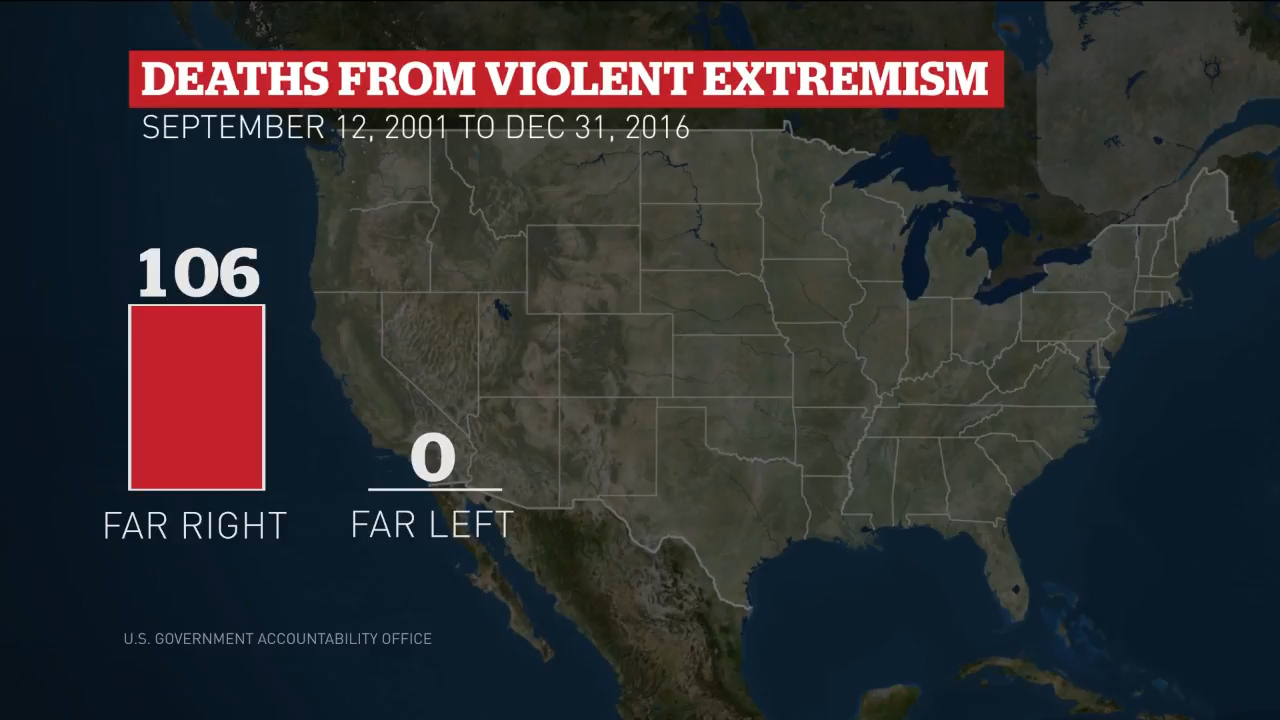 DEATHS FROM VIOLENT EXTREMISM
SEPTEMBER 12, 2001 TO DEC 31, 2016
106
0
FAR RIGHT
FAR LEFT
U.S. GOVERNMENT ACCOUNTABILITY OFFICE